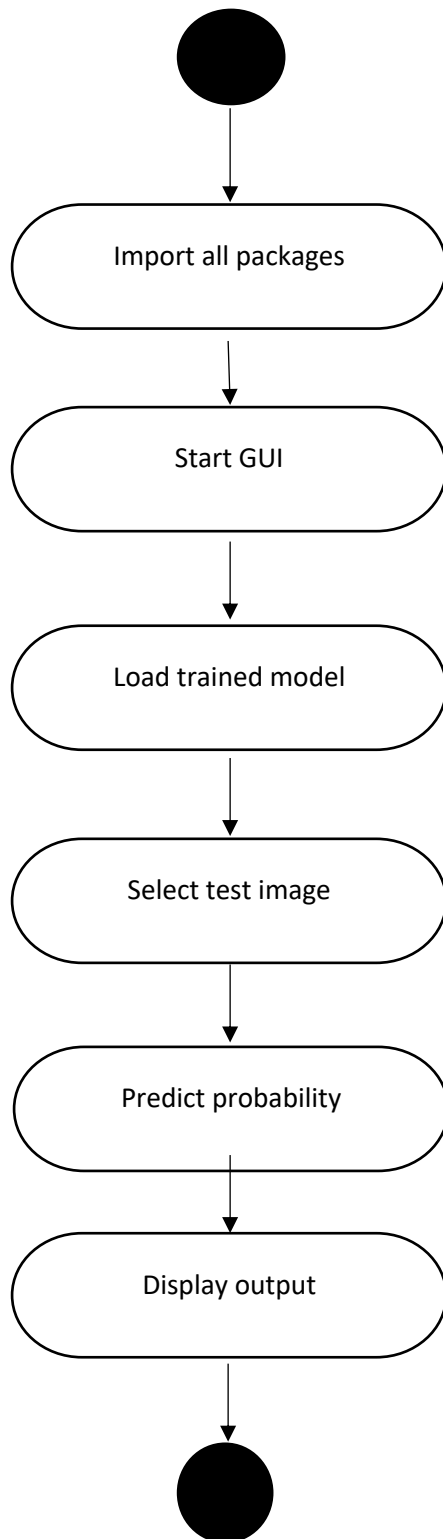 Import all packages
Start GUI
Load trained model
Select test image
Predict probability
Display output